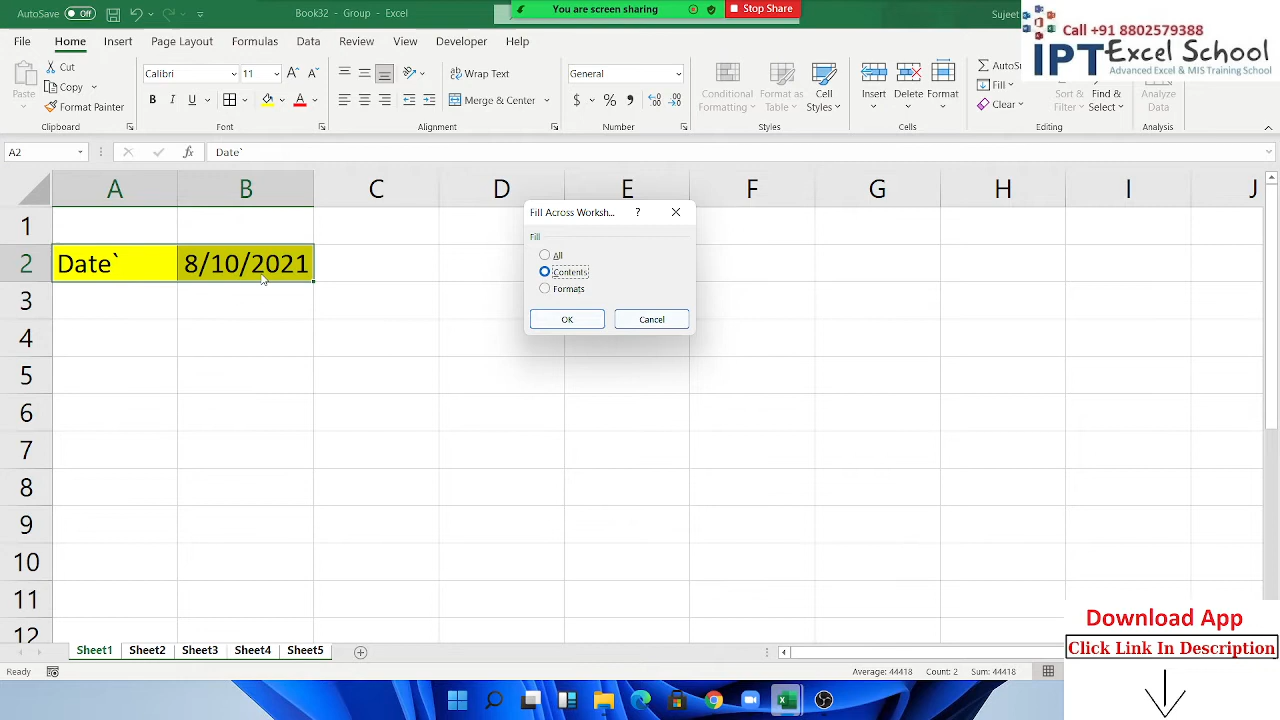 AutoSave Off Book32 - Group - Excel You are screen sharing Stop Share Sujeet
Call +91 8802579388
IPT Excel School
Advanced Excel & MIS Training School
File Home Insert Page Layout Formulas Data Developer Help
Cut
Copy
Format Painter
Paste
Clipboard
Calibri 11
B I U
Font
Wrap Text
Merge & Center
Alignment
General
$ % ,
Number
Conditional Formatting
Format as Table
Cell Styles
Styles
Insert Delete Format
Cells
AutoS
Fill
Clear
Sort & Filter
Find & Select
Editing
Analyze Data
Analysis
A2 fx Date`
A B C D E F G H I J
1
2 Date` 8/10/2021
3
4
5
6
7
8
9
10
11
12
Fill Across Worksh... ?
Fill
All
Contents
Formats
OK Cancel
Sheet1 Sheet2 Sheet3 Sheet4 Sheet5
Ready Average: 44418 Count: 2 Sum: 44418
Download App
Click Link In Description